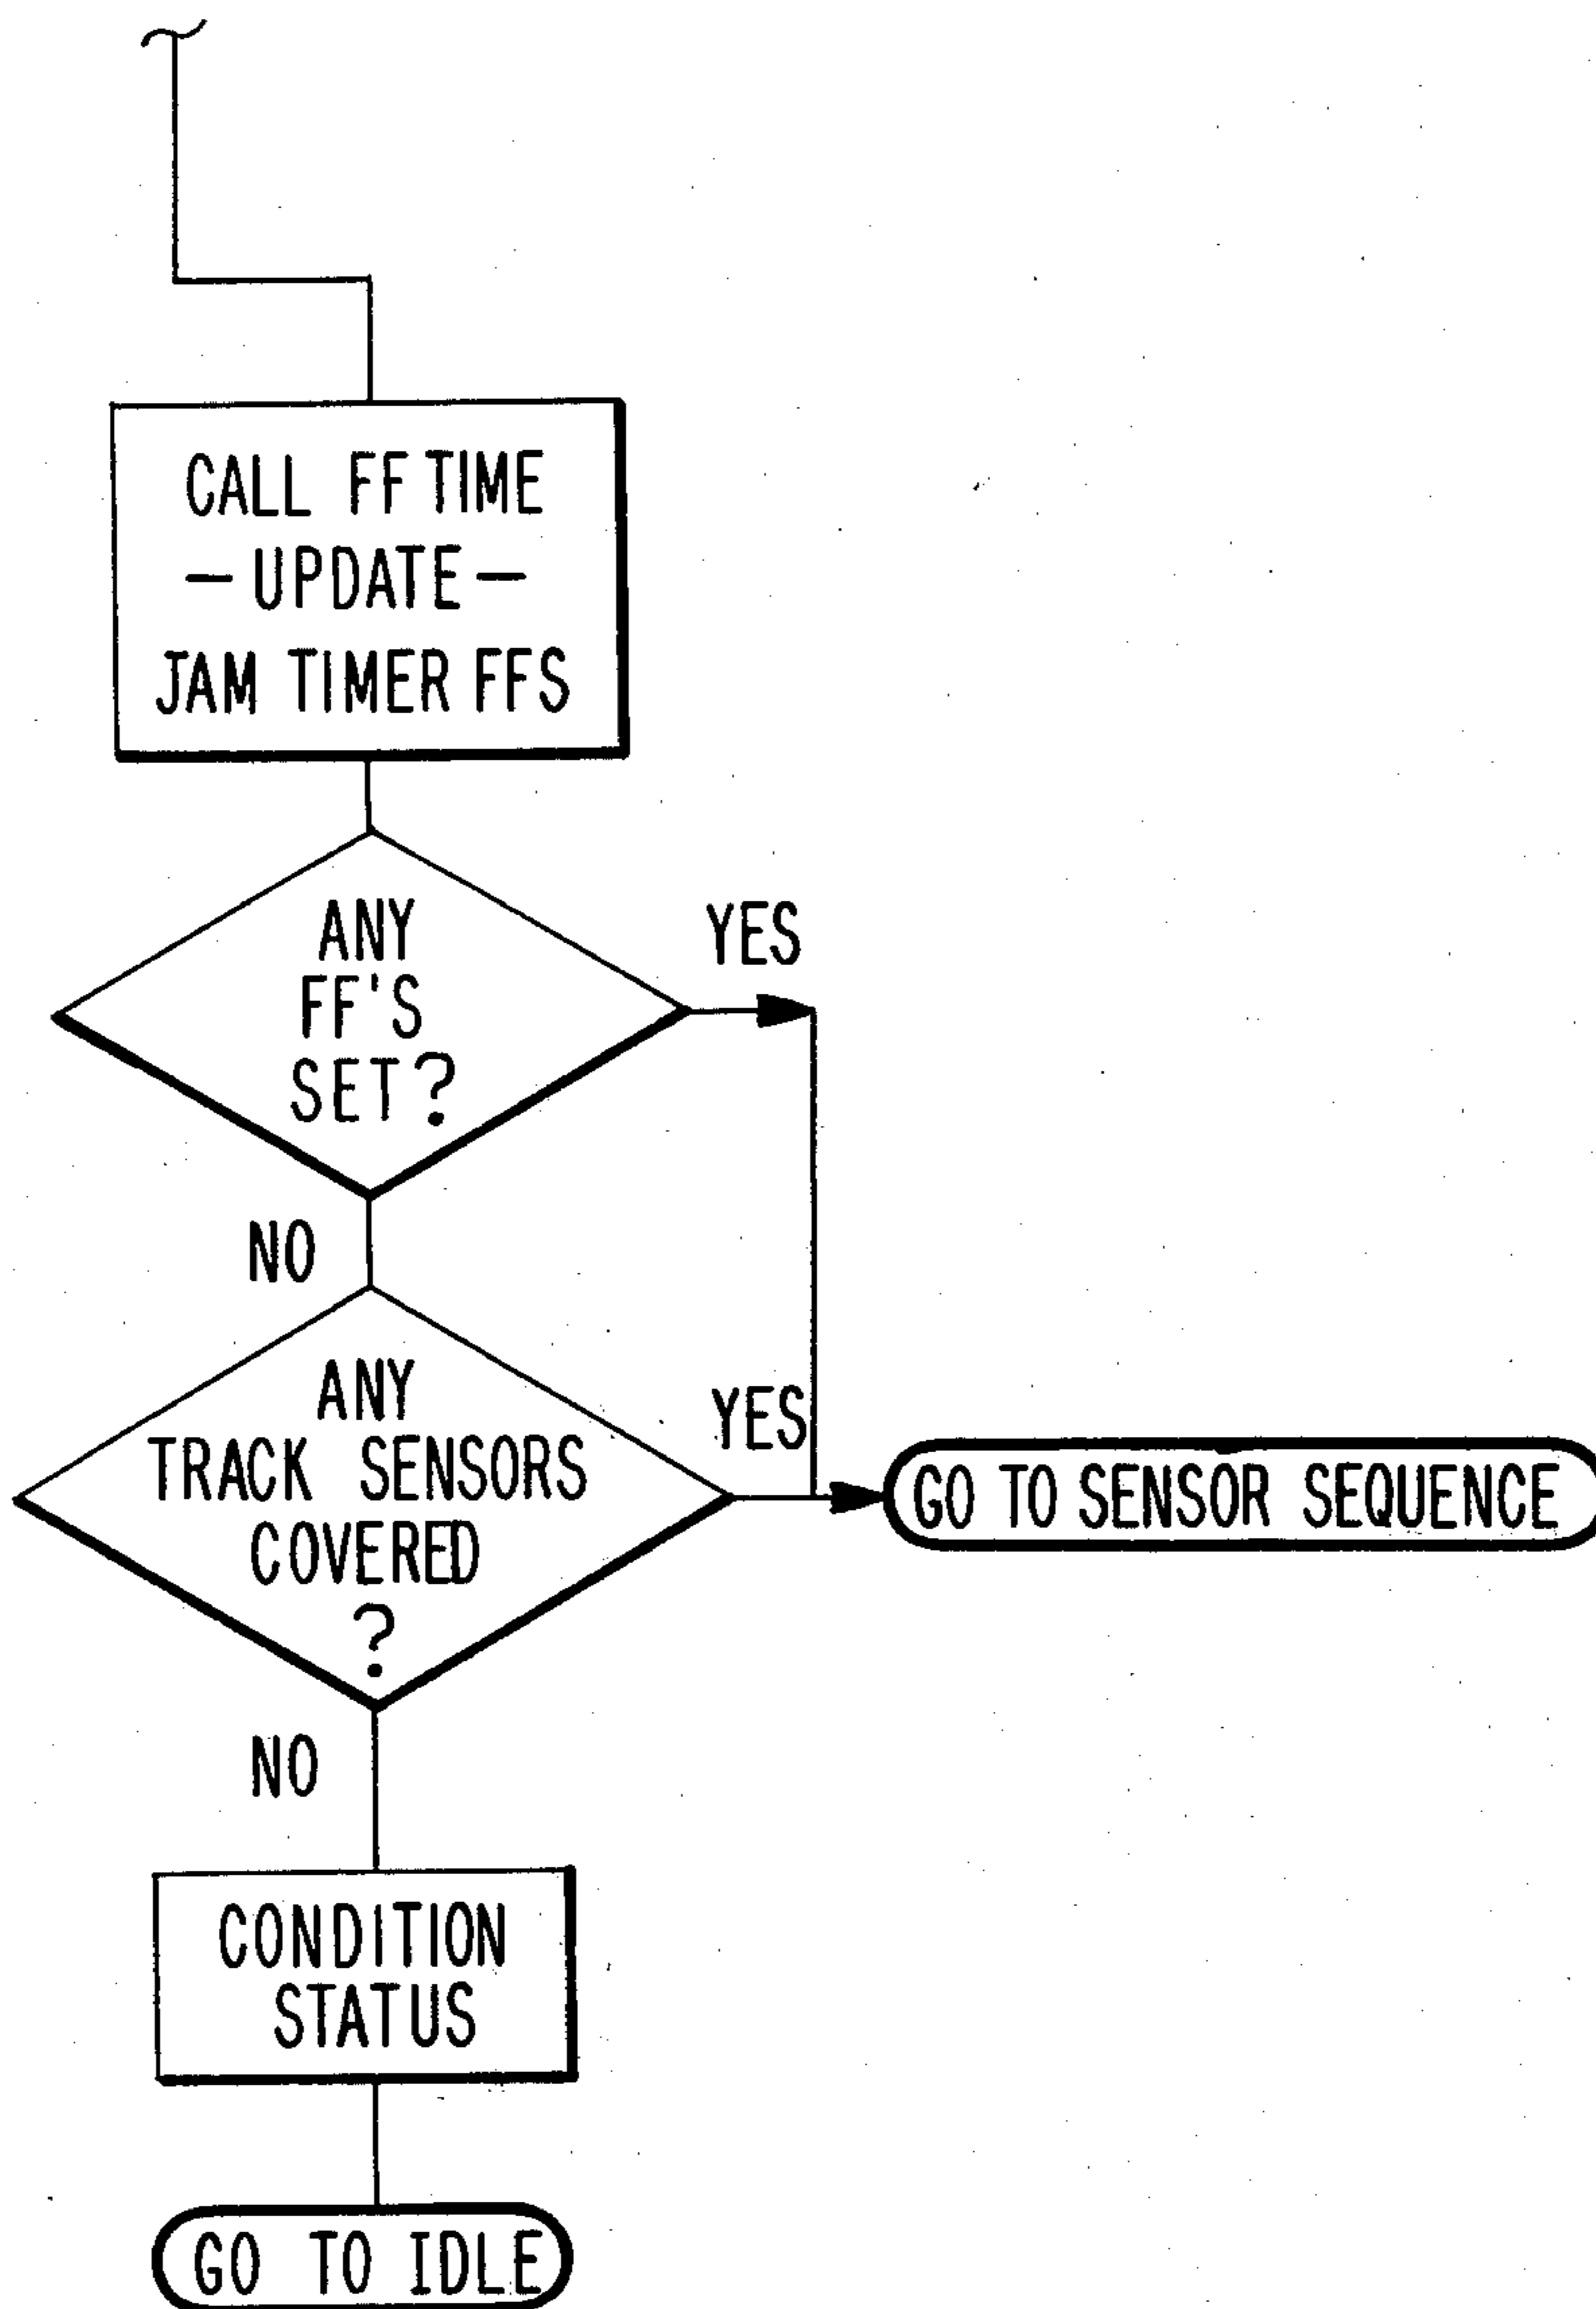 CALL FF TIME
— UPDATE —
JAM TIMER FFS
ANY
FF'S
SET?
YES
NO
ANY
TRACK SENSORS
COVERED
?
YES
GO TO SENSOR SEQUENCE
NO
CONDITION
STATUS
GO TO IDLE